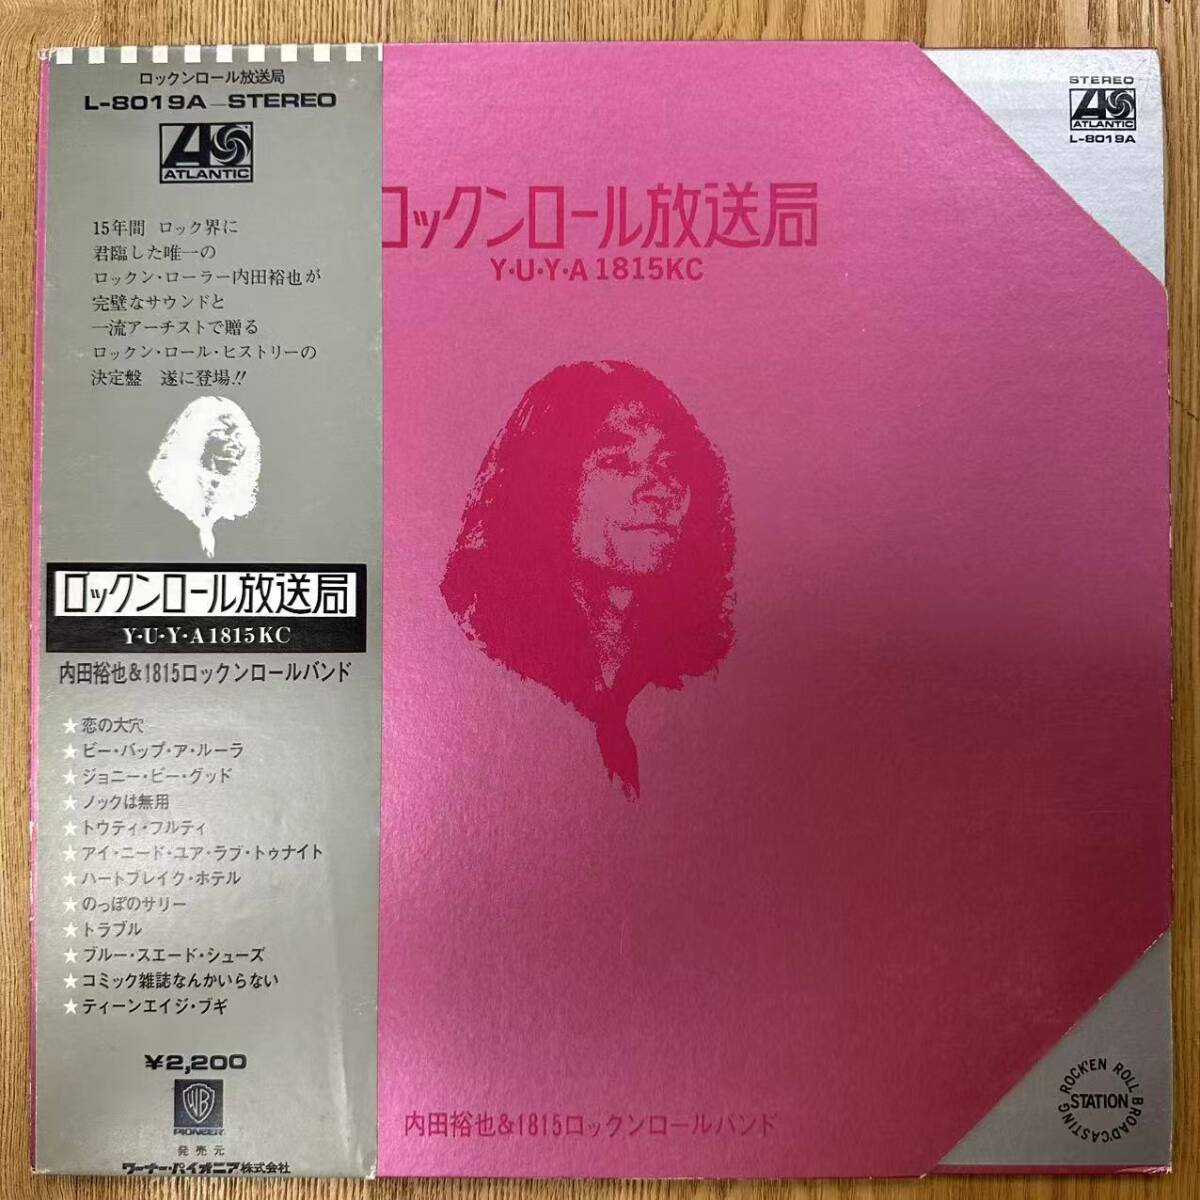 ロックンロール放送局
L-8019A STEREO
ATLANTIC
15年間 ロック界に
君臨した唯一の
ロックン・ローラー内田裕也が
完璧なサウンドと
一流アーチストで贈る
ロックン・ロール・ヒストリーの
決定盤 遂に登場!!
ロックンロール放送局
Y・U・Y・A1815KC
内田裕也&1815ロックンロールバンド
★恋の大穴
★ビー・バップ・ア・ルーラ
★ジョニー・ビー・グッド
★ノックは無用
★トウティ・フルティ
★アイ・ニード・ユア・ラブ・トゥナイト
★ハートブレイク・ホテル
★のっぽのサリー
★トラブル
★ブルー・スエード・シューズ
★コミック雑誌なんかいらない
★ティーンエイジ・ブギ
¥2,200
WB
PIONEER
発売元
ワーナー・パイオニア株式会社
ロックンロール放送局
Y・U・Y・A 1815KC
STEREO
ATLANTIC
L-8019A
内田裕也&1815ロックンロールバンド
ROCK'EN ROLL BROAD'CASTING
STATION